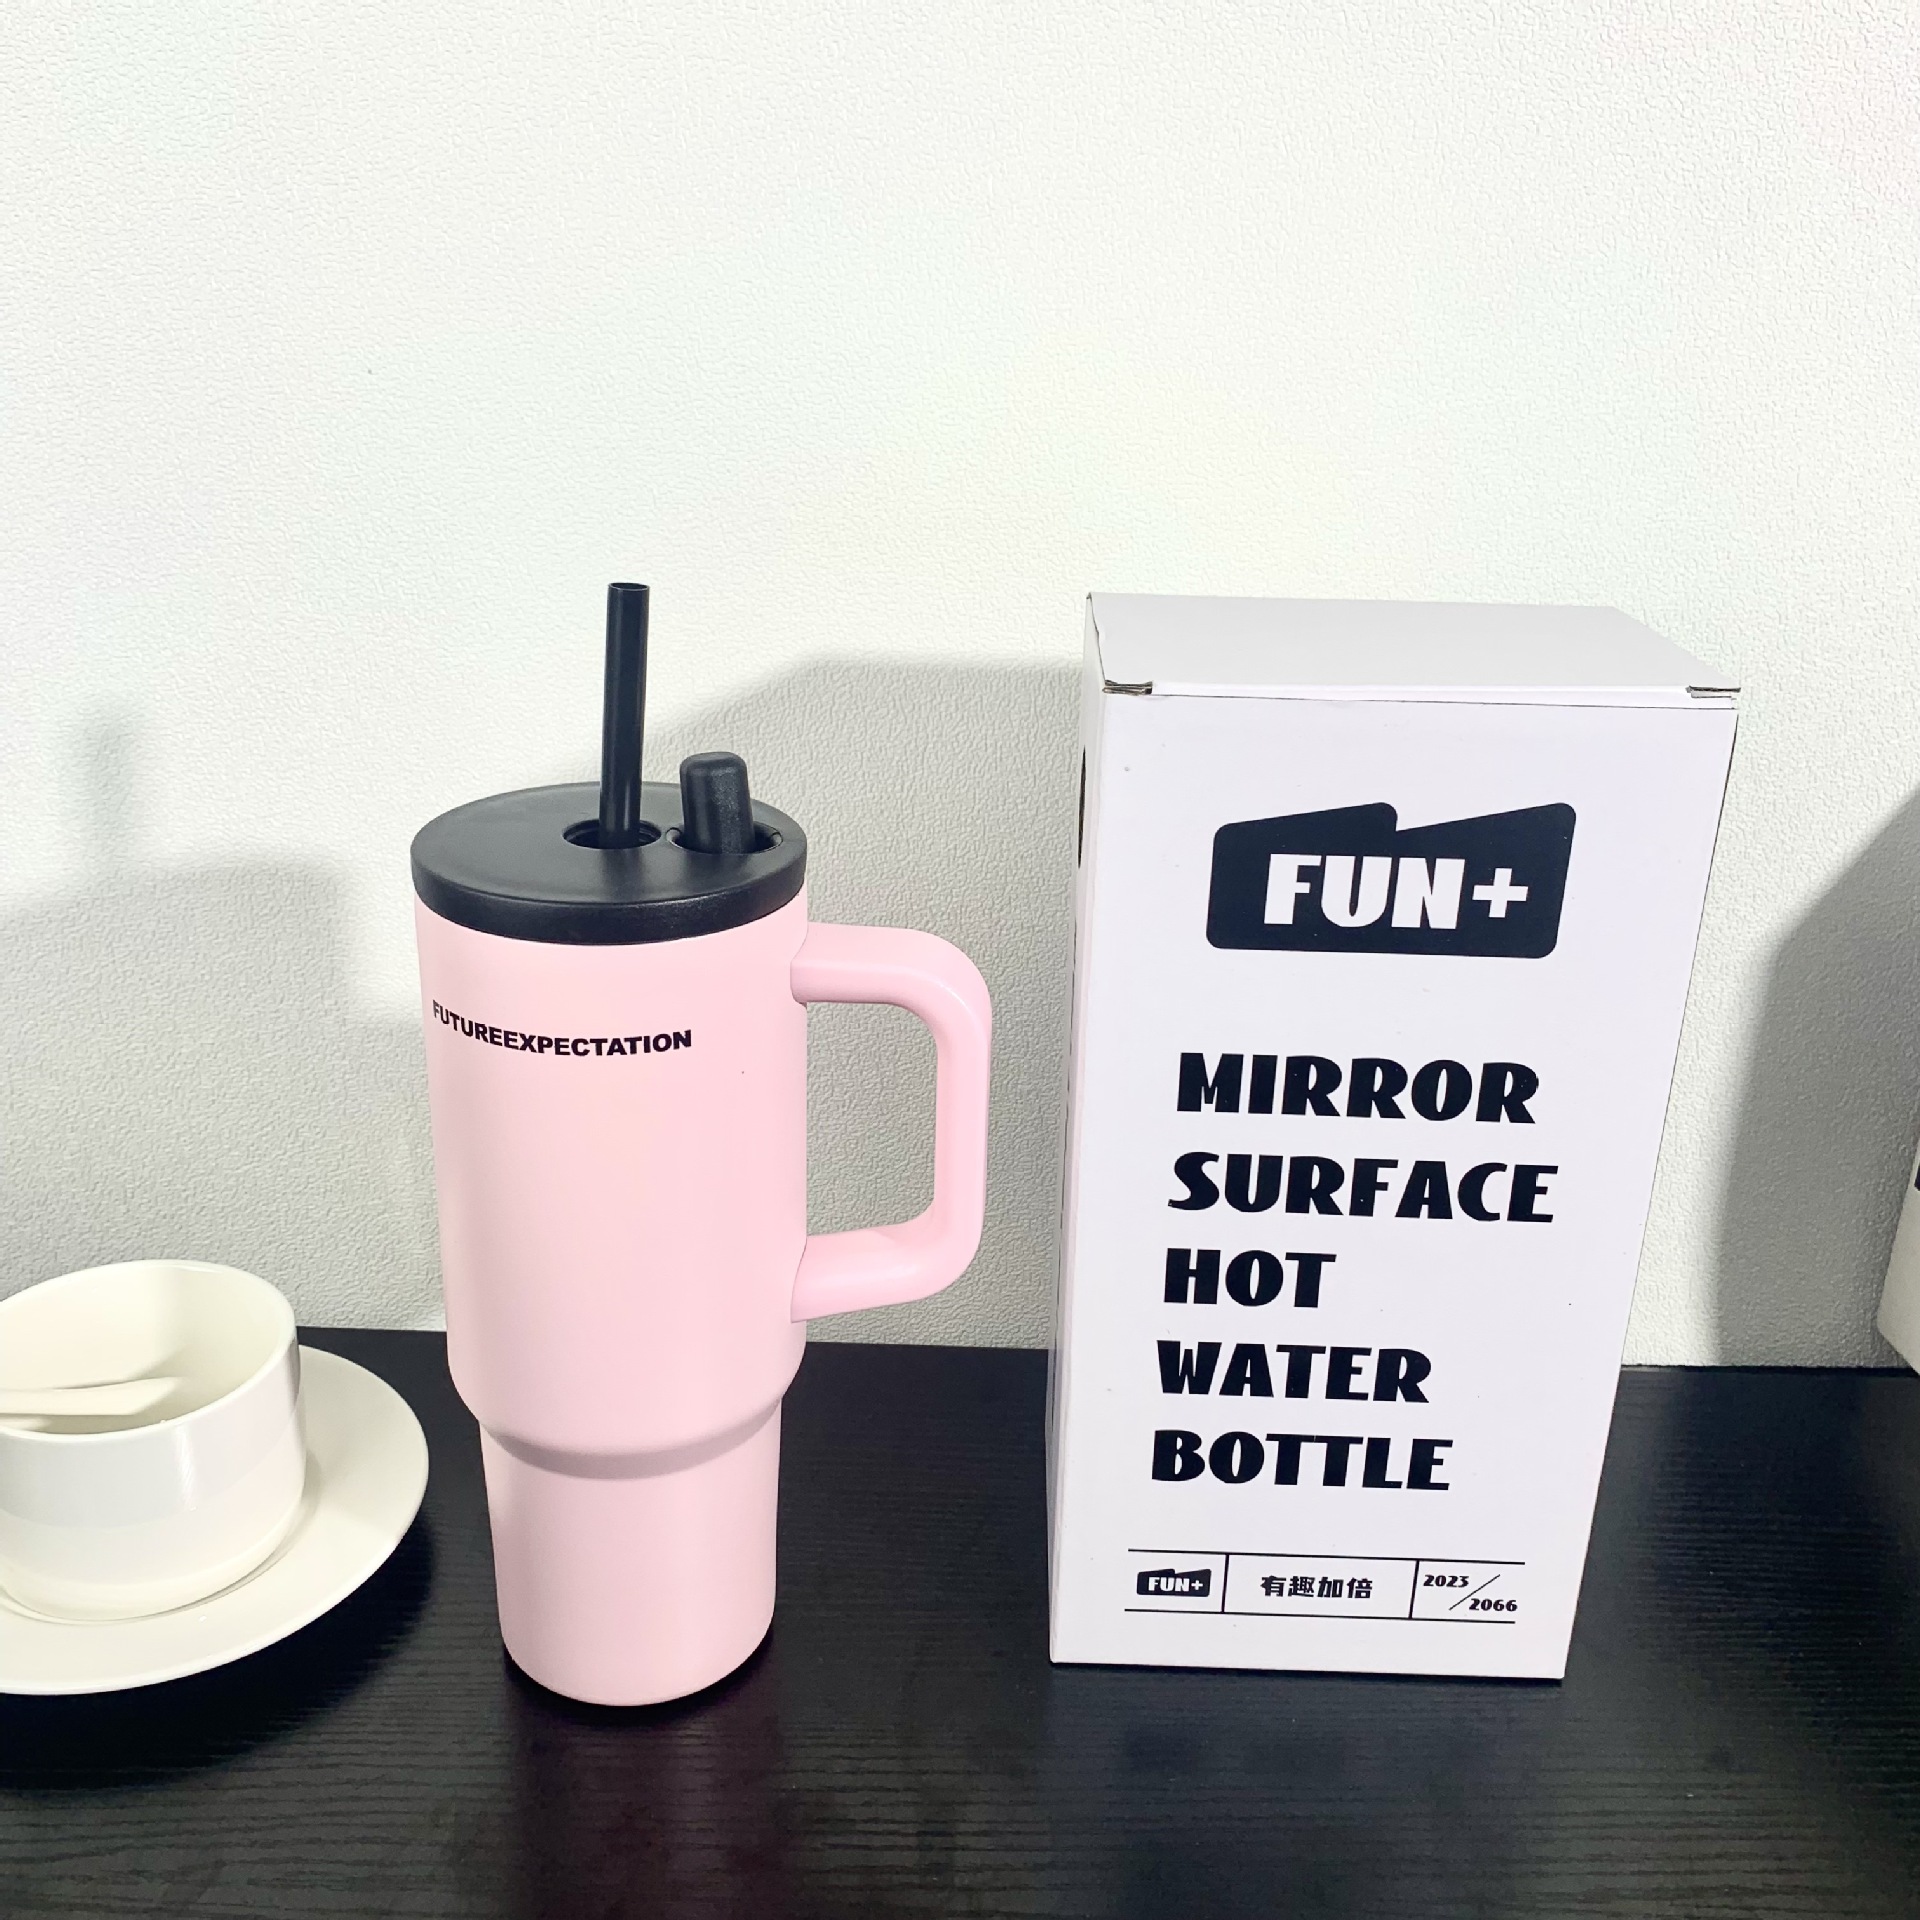 FUTUREEXPECTATION
FUN+
MIRROR
SURFACE
HOT
WATER
BOTTLE
FUN+ 有趣加倍 2023/2066